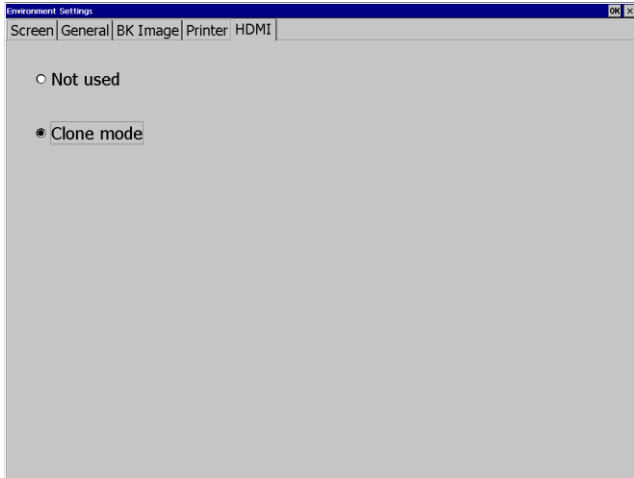 Environment Settings OK ×
Screen General BK Image Printer HDMI
Not used
Clone mode